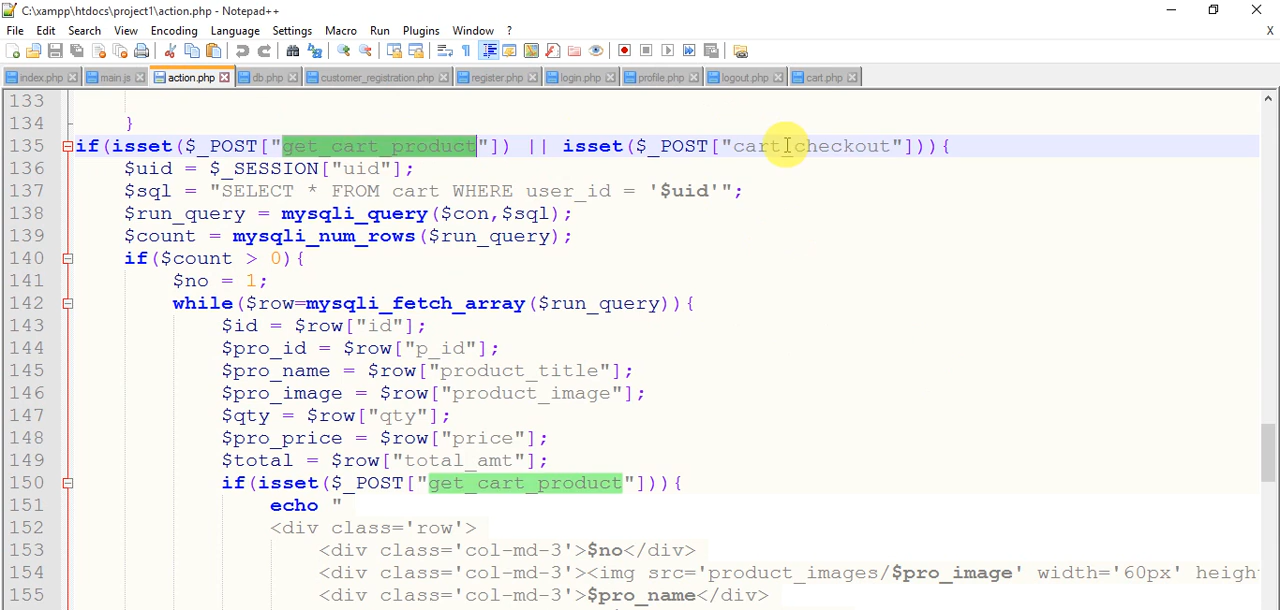 C:\xampp\htdocs\project1\action.php - Notepad++
File Edit Search View Encoding Language Settings Macro Run Plugins Window ? X
index.php main.js action.php db.php customer_registration.php register.php login.php profile.php logout.php cart.php
133
134 }
135 if(isset($_POST["get_cart_product"]) || isset($_POST["cart_checkout"])){
136 $uid = $_SESSION["uid"];
137 $sql = "SELECT * FROM cart WHERE user_id = '$uid'";
138 $run_query = mysqli_query($con,$sql);
139 $count = mysqli_num_rows($run_query);
140 if($count > 0){
141 $no = 1;
142 while($row=mysqli_fetch_array($run_query)){
143 $id = $row["id"];
144 $pro_id = $row["p_id"];
145 $pro_name = $row["product_title"];
146 $pro_image = $row["product_image"];
147 $qty = $row["qty"];
148 $pro_price = $row["price"];
149 $total = $row["total_amt"];
150 if(isset($_POST["get_cart_product"])){
151 echo "
152 <div class='row'>
153 <div class='col-md-3'>$no</div>
154 <div class='col-md-3'><img src='product_images/$pro_image' width='60px' heigh
155 <div class='col-md-3'>$pro_name</div>